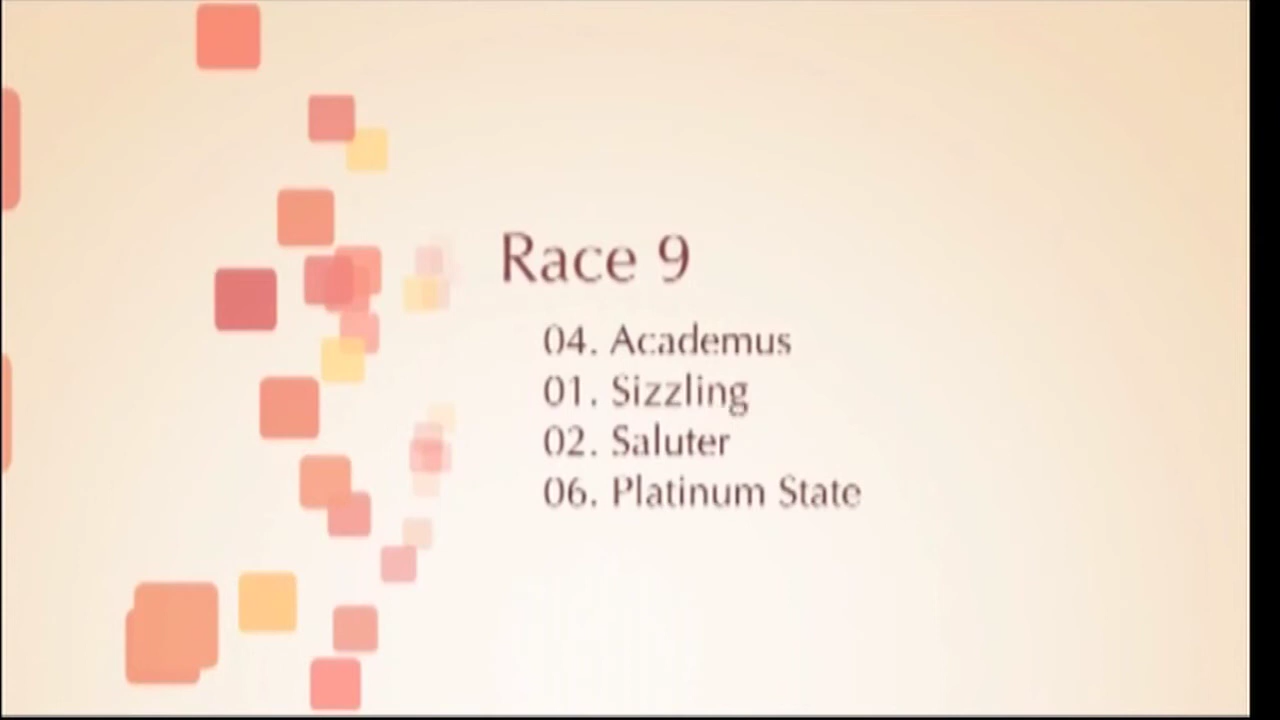 Race 9
04. Academus
01. Sizzling
02. Saluter
06. Platinum State